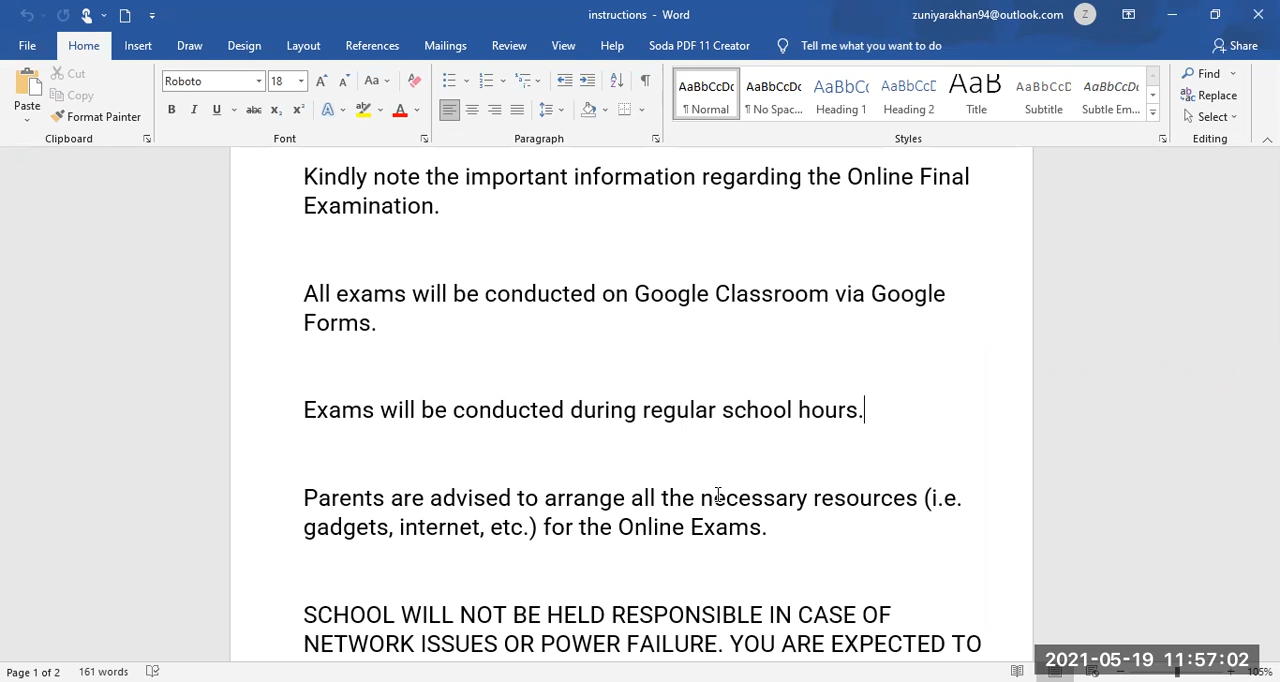 instructions - Word
zuniyarakhan94@outlook.com Z
File Home Insert Draw Design Layout References Mailings Review View Help Soda PDF 11 Creator Tell me what you want to do Share
Paste Cut Copy Format Painter
Clipboard
Roboto 18
Font
Paragraph
AaBbCcDc AaBbCcDc AaBbCc AaBbCcD AaB AaBbCcD AaBbCcDc
¶ Normal ¶ No Spac... Heading 1 Heading 2 Title Subtitle Subtle Em...
Styles
Find
Replace
Select
Editing
Kindly note the important information regarding the Online Final
Examination.
All exams will be conducted on Google Classroom via Google
Forms.
Exams will be conducted during regular school hours.
Parents are advised to arrange all the necessary resources (i.e.
gadgets, internet, etc.) for the Online Exams.
SCHOOL WILL NOT BE HELD RESPONSIBLE IN CASE OF
NETWORK ISSUES OR POWER FAILURE. YOU ARE EXPECTED TO
Page 1 of 2 161 words 105%
2021-05-19 11:57:02